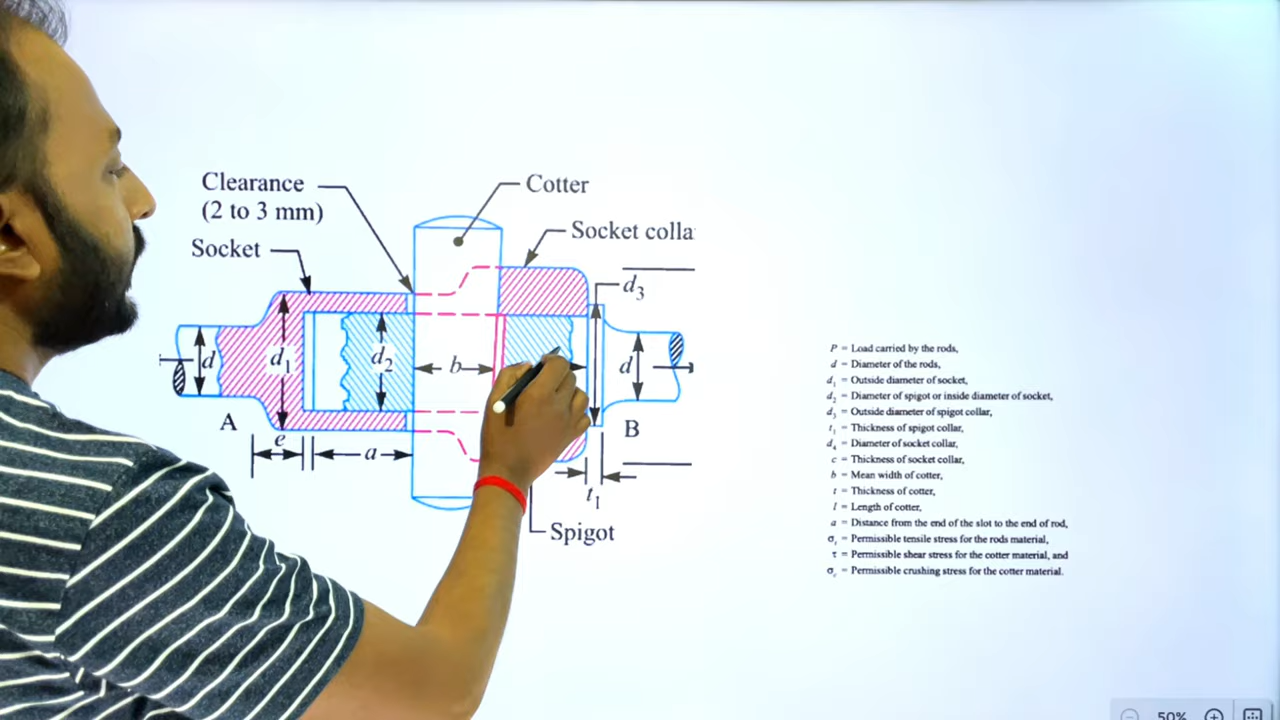 Clearance
(2 to 3 mm)
Cotter
Socket
Socket colla
d3
d
d1
d2
b
d
A
B
e
a
t1
Spigot
P = Load carried by the rods,
d = Diameter of the rods,
d1 = Outside diameter of socket,
d2 = Diameter of spigot or inside diameter of socket,
d3 = Outside diameter of spigot collar,
t1 = Thickness of spigot collar,
d4 = Diameter of socket collar,
c = Thickness of socket collar,
b = Mean width of cotter,
t = Thickness of cotter,
l = Length of cotter,
a = Distance from the end of the slot to the end of rod,
σt = Permissible tensile stress for the rods material,
τ = Permissible shear stress for the cotter material, and
σc = Permissible crushing stress for the cotter material.
50%